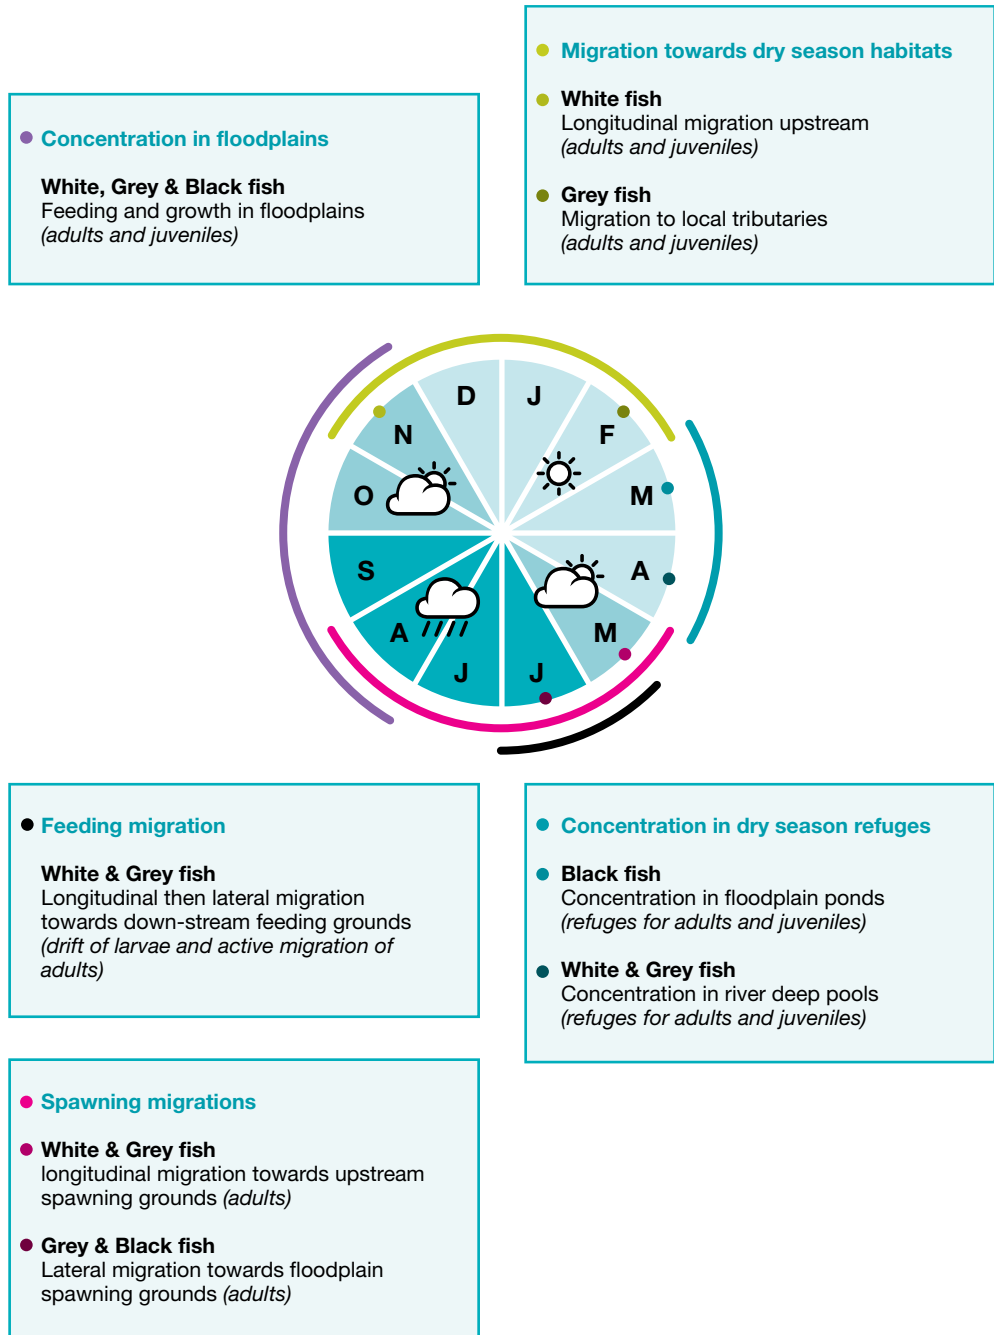 Concentration in floodplains
White, Grey & Black fish
Feeding and growth in floodplains
(adults and juveniles)
Migration towards dry season habitats
White fish
Longitudinal migration upstream
(adults and juveniles)
Grey fish
Migration to local tributaries
(adults and juveniles)
D
J
N
F
O
M
S
A
A
M
J
J
Feeding migration
White & Grey fish
Longitudinal then lateral migration
towards down-stream feeding grounds
(drift of larvae and active migration of
adults)
Concentration in dry season refuges
Black fish
Concentration in floodplain ponds
(refuges for adults and juveniles)
White & Grey fish
Concentration in river deep pools
(refuges for adults and juveniles)
Spawning migrations
White & Grey fish
longitudinal migration towards upstream
spawning grounds (adults)
Grey & Black fish
Lateral migration towards floodplain
spawning grounds (adults)